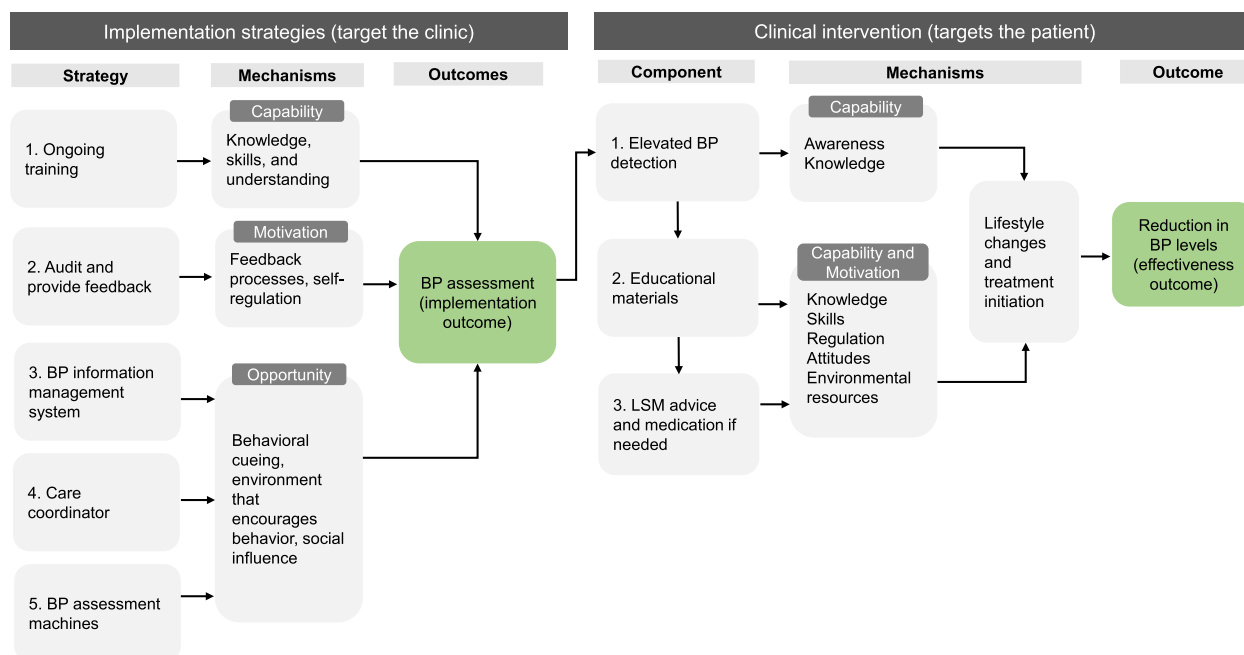 Implementation strategies (target the clinic)
Strategy
Mechanisms
Outcomes
1. Ongoing
training
Capability
Knowledge,
skills, and
understanding
2. Audit and
provide feedback
Motivation
Feedback
processes, self-
regulation
BP assessment
(implementation
outcome)
3. BP information
management
system
4. Care
coordinator
5. BP assessment
machines
Opportunity
Behavioral
cueing,
environment
that
encourages
behavior, social
influence
Clinical intervention (targets the patient)
Component
Mechanisms
Outcome
1. Elevated BP
detection
Capability
Awareness
Knowledge
2. Educational
materials
3. LSM advice
and medication if
needed
Capability and
Motivation
Knowledge
Skills
Regulation
Attitudes
Environmental
resources
Lifestyle
changes
and
treatment
initiation
Reduction in
BP levels
(effectiveness
outcome)